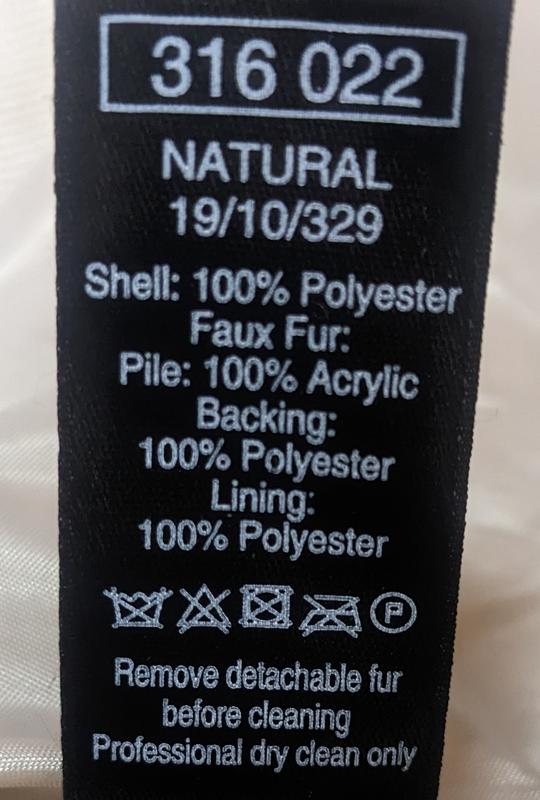 316 022
NATURAL
19/10/329
Shell: 100% Polyester
Faux Fur:
Pile: 100% Acrylic
Backing:
100% Polyester
Lining:
100% Polyester
P
Remove detachable fur
before cleaning
Professional dry clean only